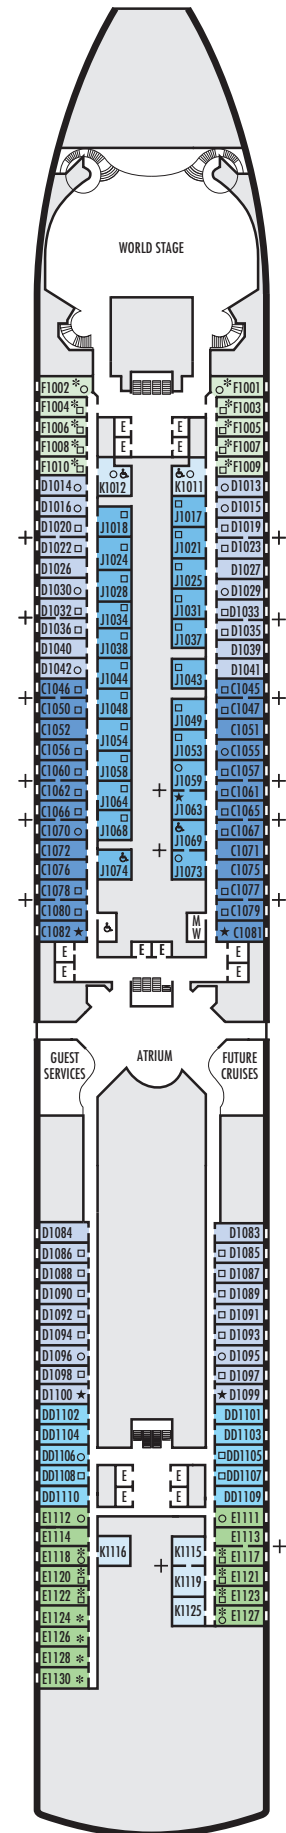 WORLD STAGE
F1002 F1001
F1004 F1003
E
F1006 F1005
E
F1008 F1007
F1010 F1009
K1012 K1011
D1014 D1013
D1016 D1015
J1017
J1018
D1020 D1019
D1022 J1021 D1023
J1024
D1026 J1025 D1027
J1028
D1030 D1029
D1032 J1034 J1031 D1033
D1036 D1035
J1038 J1037
D1040 D1039
D1042 J1044 J1043 D1041
C1046 C1045
C1050 J1048 J1049 C1047
C1052 J1054 J1053 C1051
C1056 C1055
C1060 J1058 J1059 C1057
C1062 J1064 J1063 C1061
C1066 C1065
C1070 J1068 J1069 C1067
C1072 C1071
C1076 J1074 J1073 C1075
C1078 C1077
C1080 C1079
C1082 M W C1081
E E E E
E E
GUEST SERVICES
ATRIUM
FUTURE CRUISES
D1084 D1083
D1086 D1085
D1088 D1087
D1090 D1089
D1092 D1091
D1094 D1093
D1096 D1095
D1098 D1097
D1100 D1099
DD1102 DD1101
DD1104 DD1103
DD1106 DD1105
DD1108 E E DD1107
DD1110 E E DD1109
E1112 E1111
E1114 E1113
E1118 K1116 K1115 E1117
E1120 K1119 E1121
E1122 E1123
E1124 K1125 E1127
E1126
E1128
E1130